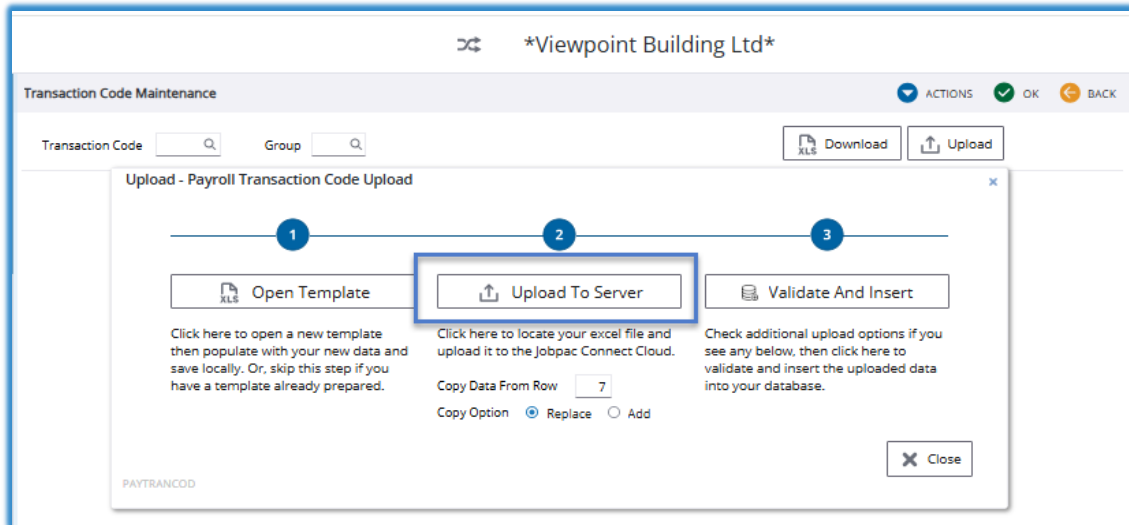 *Viewpoint Building Ltd*
Transaction Code Maintenance
ACTIONS OK BACK
Transaction Code Group
XLS Download Upload
Upload - Payroll Transaction Code Upload
1 2 3
XLS Open Template
Upload To Server
Validate And Insert
Click here to open a new template
then populate with your new data and
save locally. Or, skip this step if you
have a template already prepared.
Click here to locate your excel file and
upload it to the Jobpac Connect Cloud.
Copy Data From Row 7
Copy Option Replace Add
Check additional upload options if you
see any below, then click here to
validate and insert the uploaded data
into your database.
Close
PAYTRANCOD